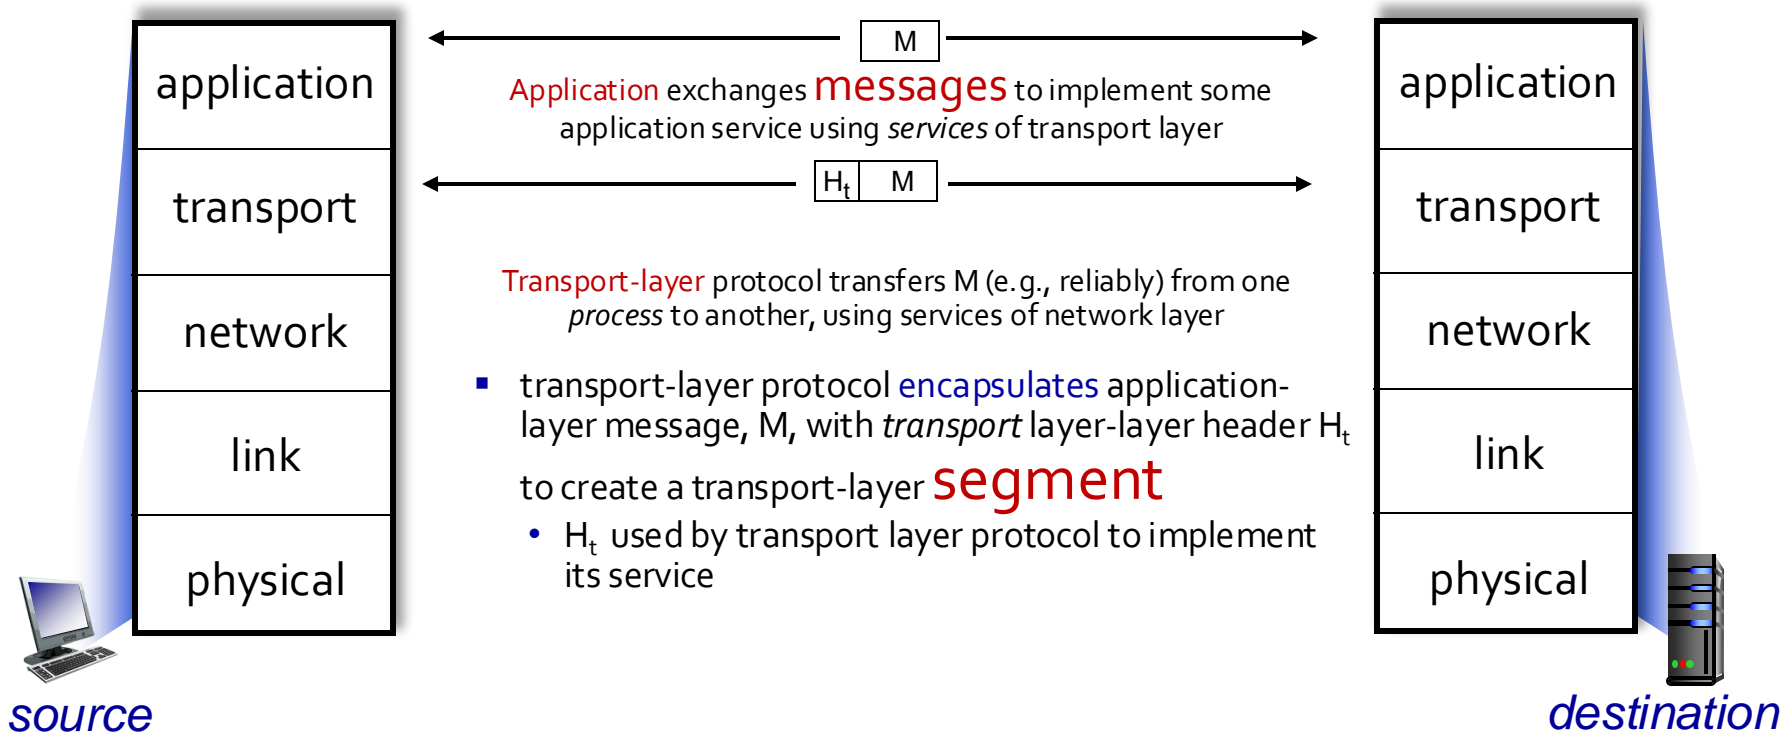 application
transport
network
link
physical
source
M
Application exchanges messages to implement some
application service using services of transport layer
Ht M
Transport-layer protocol transfers M (e.g., reliably) from one
process to another, using services of network layer
▪ transport-layer protocol encapsulates application-
layer message, M, with transport layer-layer header Ht
to create a transport-layer segment
• Ht used by transport layer protocol to implement
its service
application
transport
network
link
physical
destination